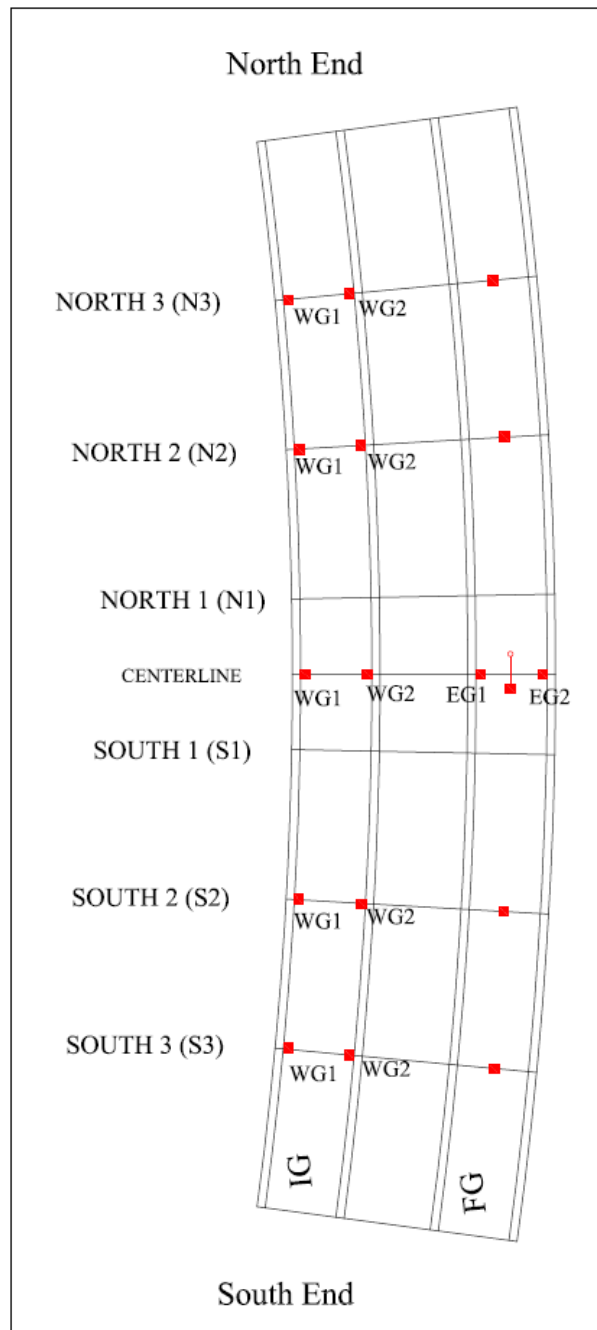 North End
NORTH 3 (N3)
WG1
WG2
NORTH 2 (N2)
WG1
WG2
NORTH 1 (N1)
CENTERLINE
WG1
WG2
EG1
EG2
SOUTH 1 (S1)
SOUTH 2 (S2)
WG1
WG2
SOUTH 3 (S3)
WG1
WG2
IG
FG
South End